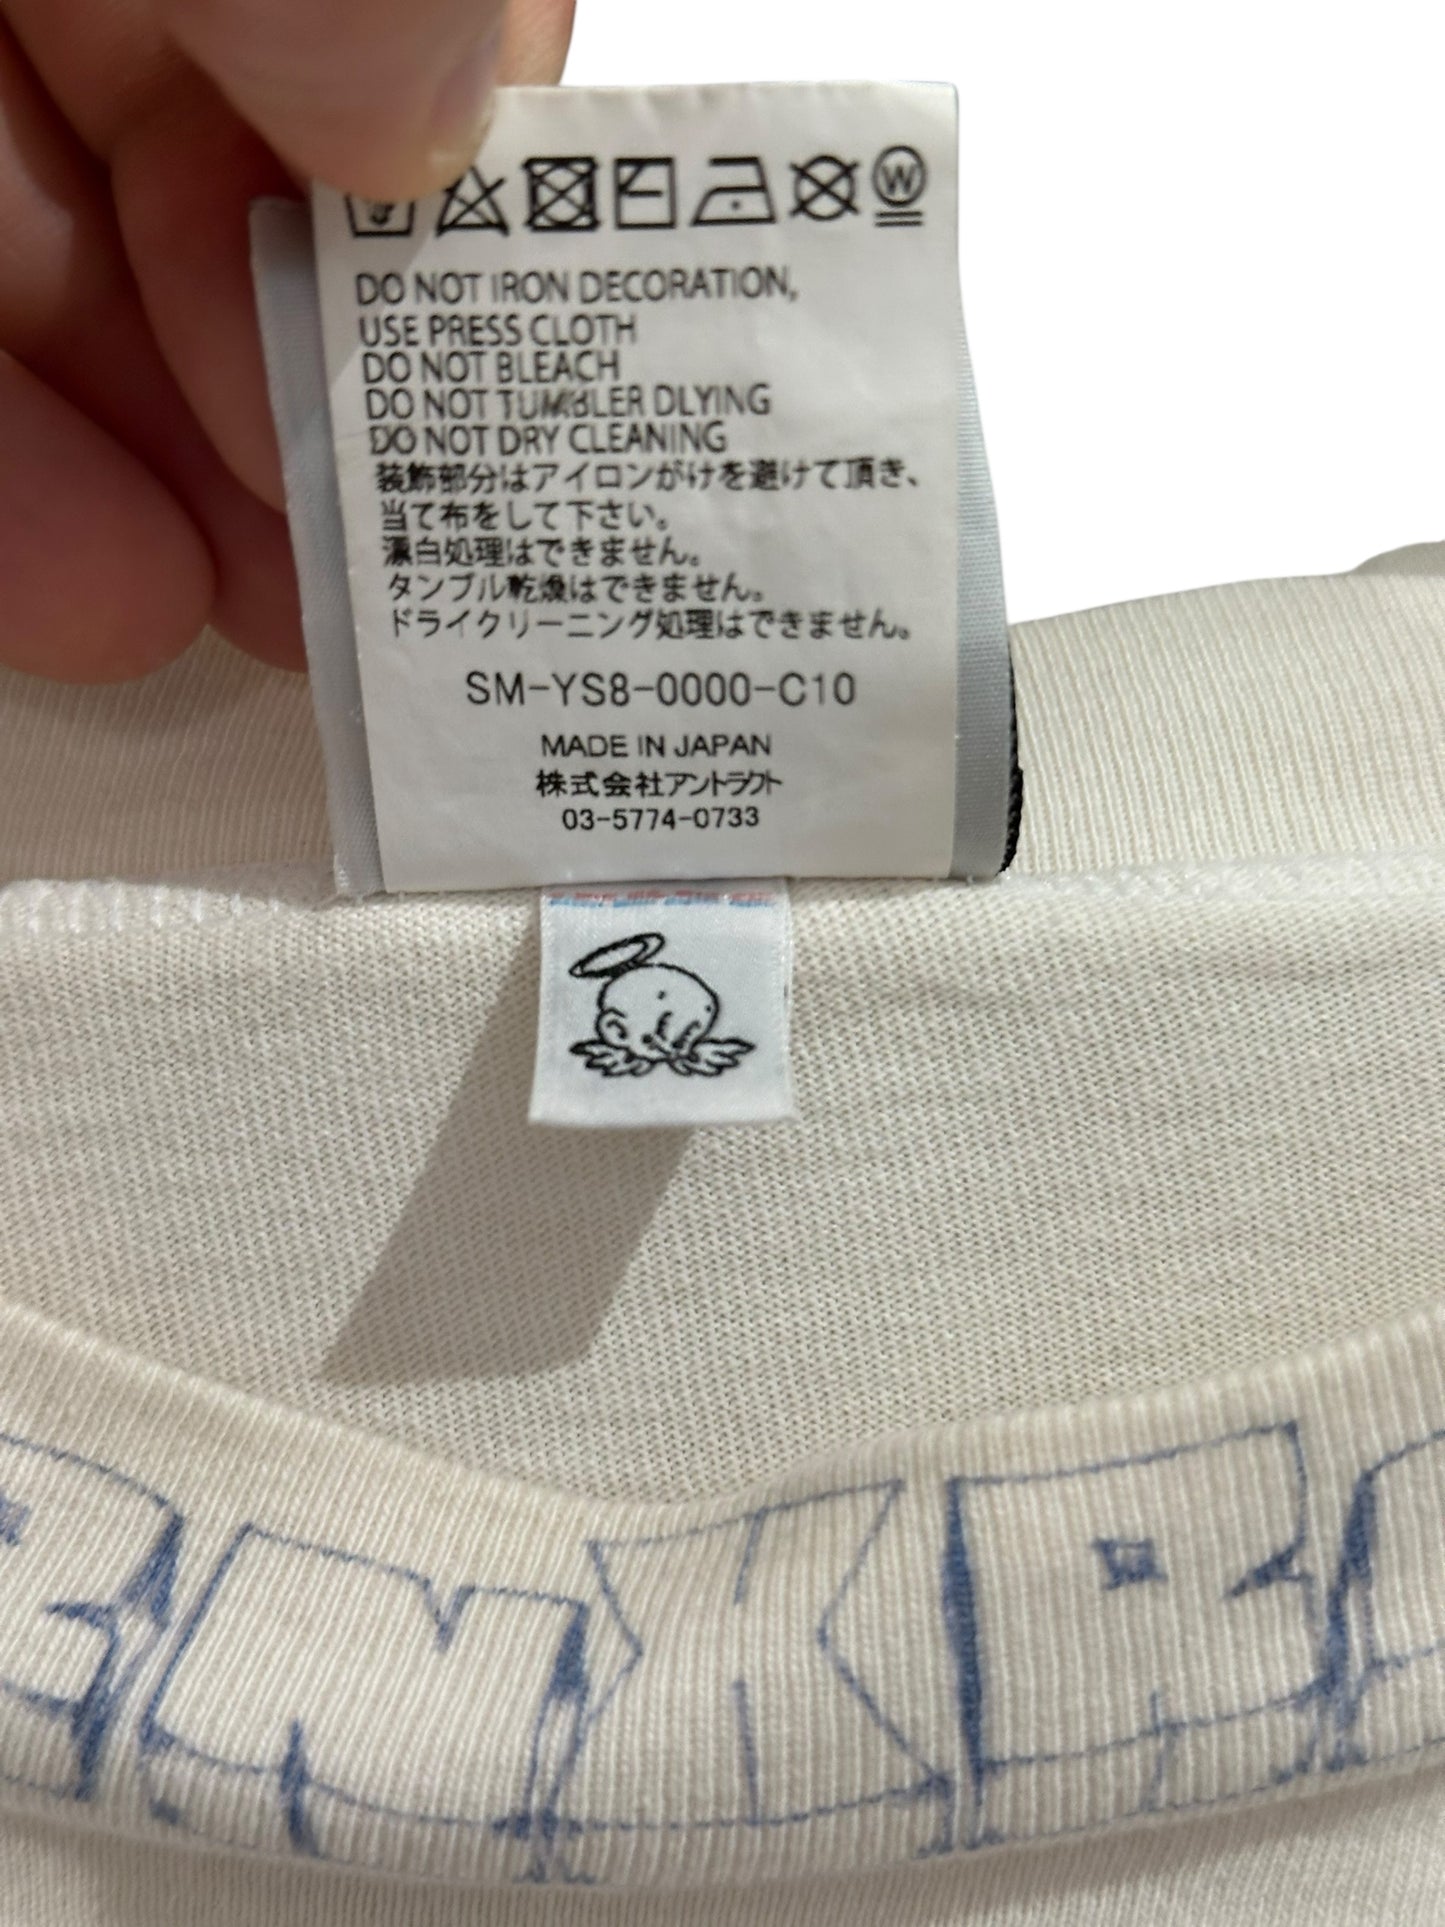 W
DO NOT IRON DECORATION,
USE PRESS CLOTH
DO NOT BLEACH
DO NOT TUMBLER DLYING
DO NOT DRY CLEANING
装飾部分はアイロンがけを避けて頂き、
当て布をして下さい。
漂白処理はできません。
タンブル乾燥はできません。
ドライクリーニング処理はできません。
SM-YS8-0000-C10
MADE IN JAPAN
株式会社アントラクト
03-5774-0733